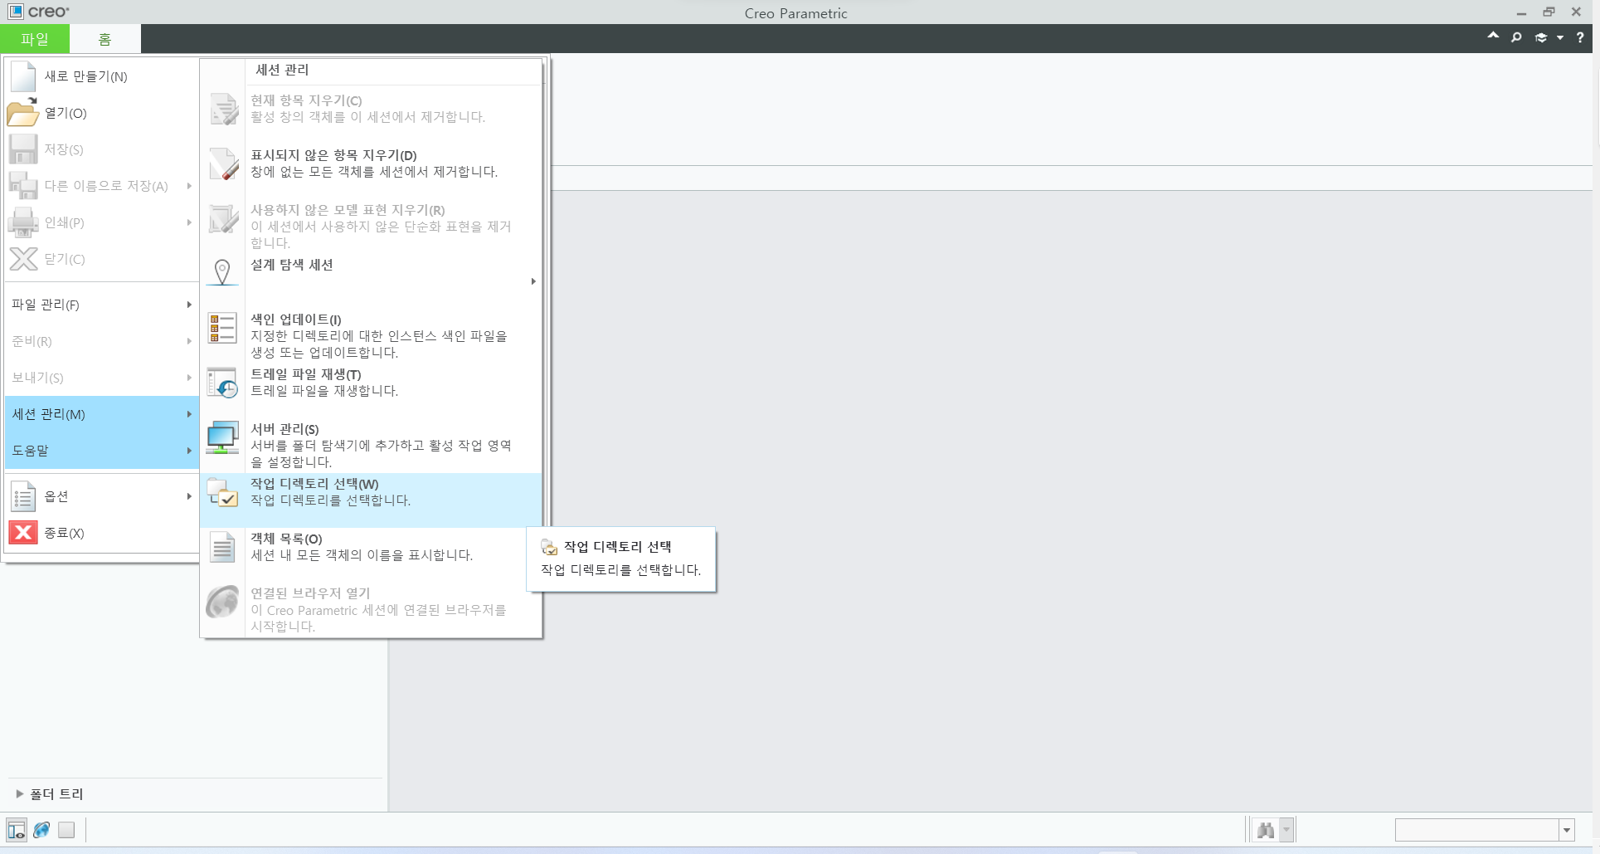 creo
Creo Parametric
파일
홈
새로 만들기(N)
열기(O)
저장(S)
다른 이름으로 저장(A)
인쇄(P)
닫기(C)
파일 관리(F)
준비(R)
보내기(S)
세션 관리(M)
도움말
옵션
종료(X)
세션 관리
현재 항목 지우기(C)
활성 창의 객체를 이 세션에서 제거합니다.
표시되지 않은 항목 지우기(D)
창에 없는 모든 객체를 세션에서 제거합니다.
사용하지 않은 모델 표현 지우기(R)
이 세션에서 사용하지 않은 단순화 표현을 제거
합니다.
설계 탐색 세션
색인 업데이트(I)
지정한 디렉토리에 대한 인스턴스 색인 파일을
생성 또는 업데이트합니다.
트레일 파일 재생(T)
트레일 파일을 재생합니다.
서버 관리(S)
서버를 폴더 탐색기에 추가하고 활성 작업 영역
을 설정합니다.
작업 디렉토리 선택(W)
작업 디렉토리를 선택합니다.
객체 목록(O)
세션 내 모든 객체의 이름을 표시합니다.
연결된 브라우저 열기
이 Creo Parametric 세션에 연결된 브라우저를
시작합니다.
작업 디렉토리 선택
작업 디렉토리를 선택합니다.
폴더 트리